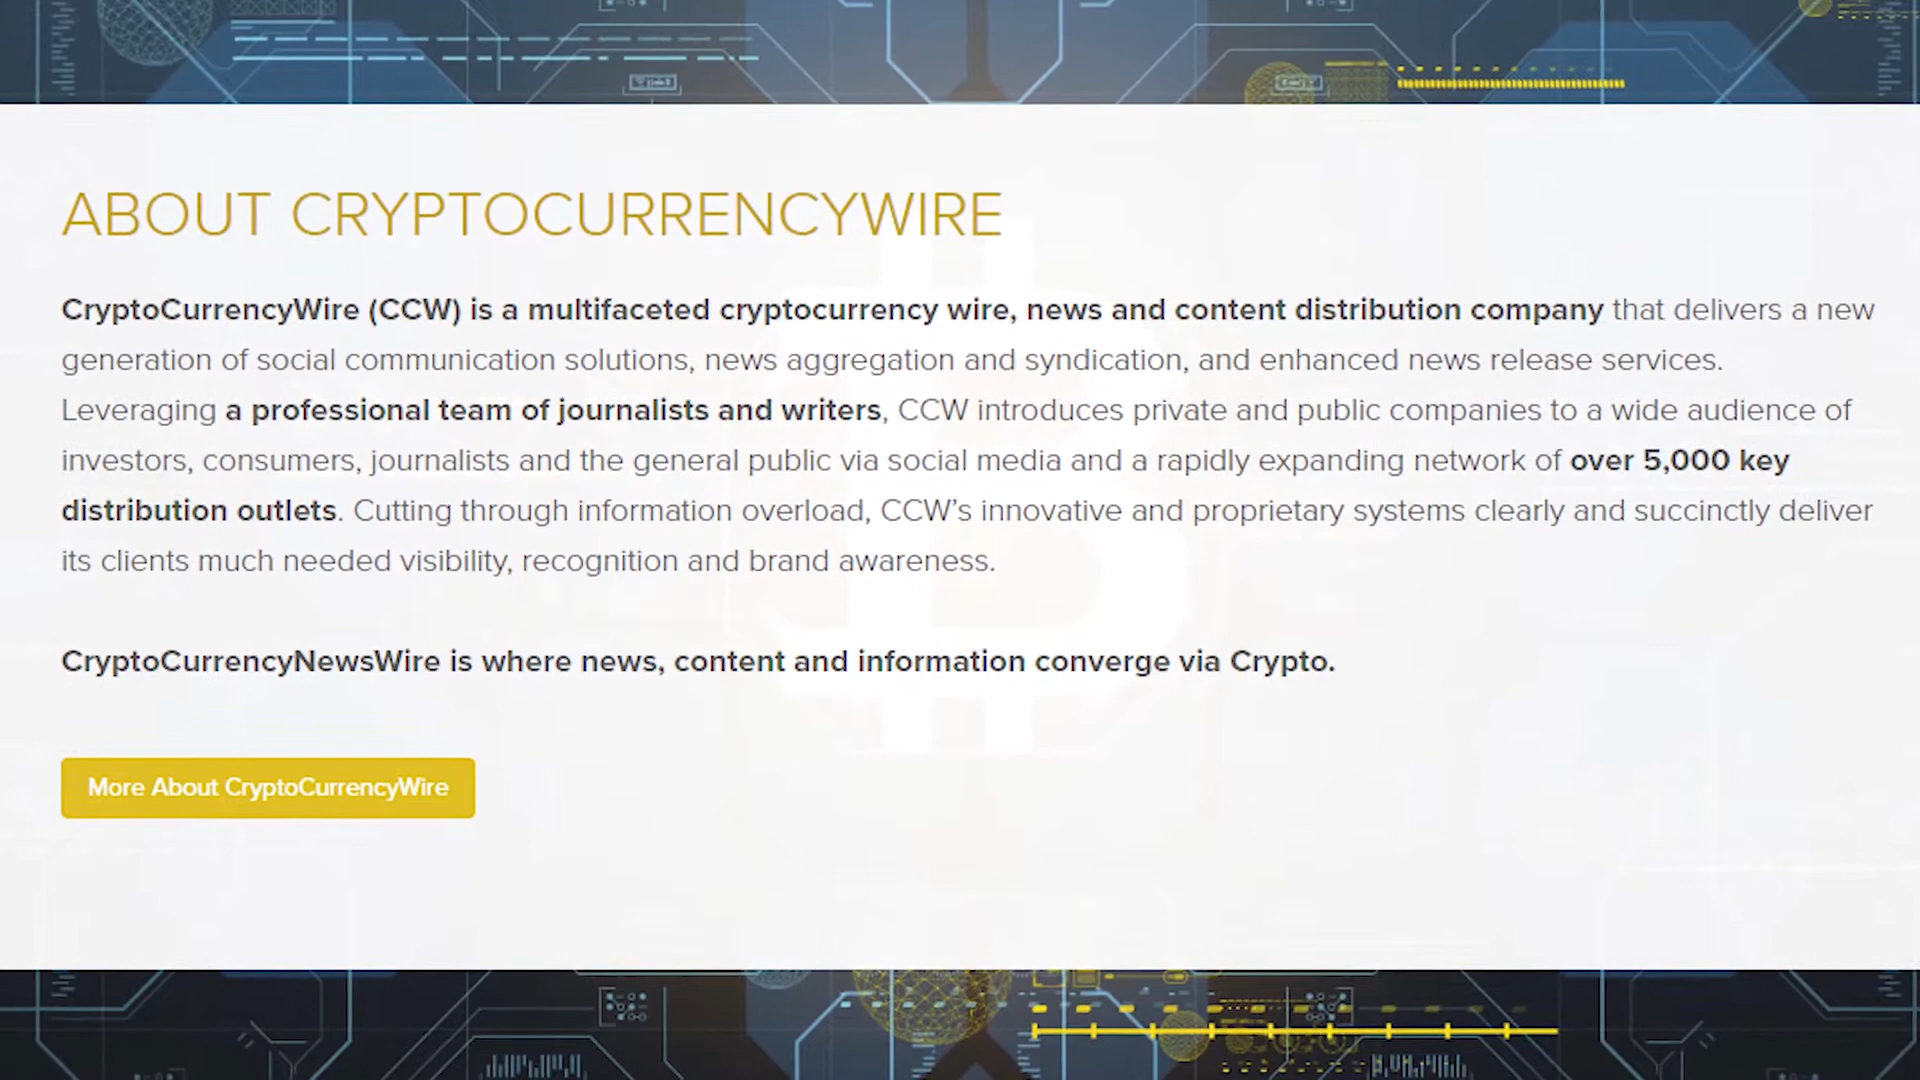 ABOUT CRYPTOCURRENCYWIRE
CryptoCurrencyWire (CCW) is a multifaceted cryptocurrency wire, news and content distribution company that delivers a new
generation of social communication solutions, news aggregation and syndication, and enhanced news release services.
Leveraging a professional team of journalists and writers, CCW introduces private and public companies to a wide audience of
investors, consumers, journalists and the general public via social media and a rapidly expanding network of over 5,000 key
distribution outlets. Cutting through information overload, CCW’s innovative and proprietary systems clearly and succinctly deliver
its clients much needed visibility, recognition and brand awareness.
CryptoCurrencyNewsWire is where news, content and information converge via Crypto.
More About CryptoCurrencyWire